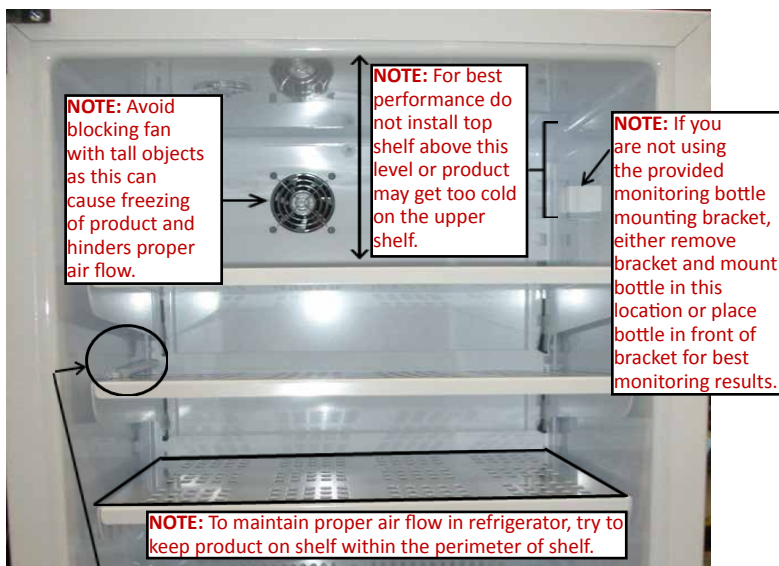 NOTE: Avoid
blocking fan
with tall objects
as this can
cause freezing
of product and
hinders proper
air flow.
NOTE: For best
performance do
not install top
shelf above this
level or product
may get too cold
on the upper
shelf.
NOTE: If you
are not using
the provided
monitoring bottle
mounting bracket,
either remove
bracket and mount
bottle in this
location or place
bottle in front of
bracket for best
monitoring results.
NOTE: To maintain proper air flow in refrigerator, try to
keep product on shelf within the perimeter of shelf.